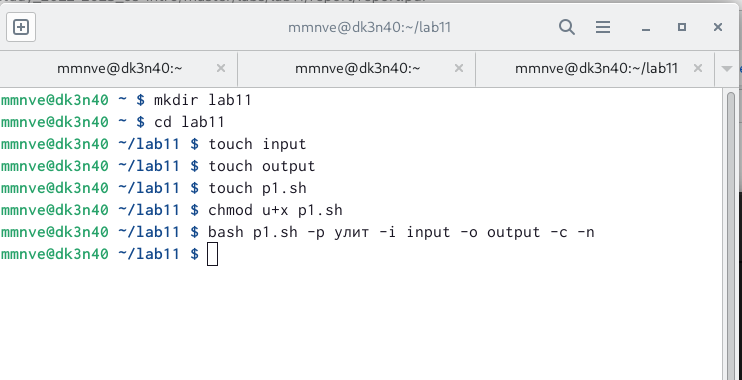 mmnve@dk3n40:~/lab11
mmnve@dk3n40:~ mmnve@dk3n40:~ mmnve@dk3n40:~/lab11
mmnve@dk3n40 ~ $ mkdir lab11
mmnve@dk3n40 ~ $ cd lab11
mmnve@dk3n40 ~/lab11 $ touch input
mmnve@dk3n40 ~/lab11 $ touch output
mmnve@dk3n40 ~/lab11 $ touch p1.sh
mmnve@dk3n40 ~/lab11 $ chmod u+x p1.sh
mmnve@dk3n40 ~/lab11 $ bash p1.sh -p улит -i input -o output -c -n
mmnve@dk3n40 ~/lab11 $